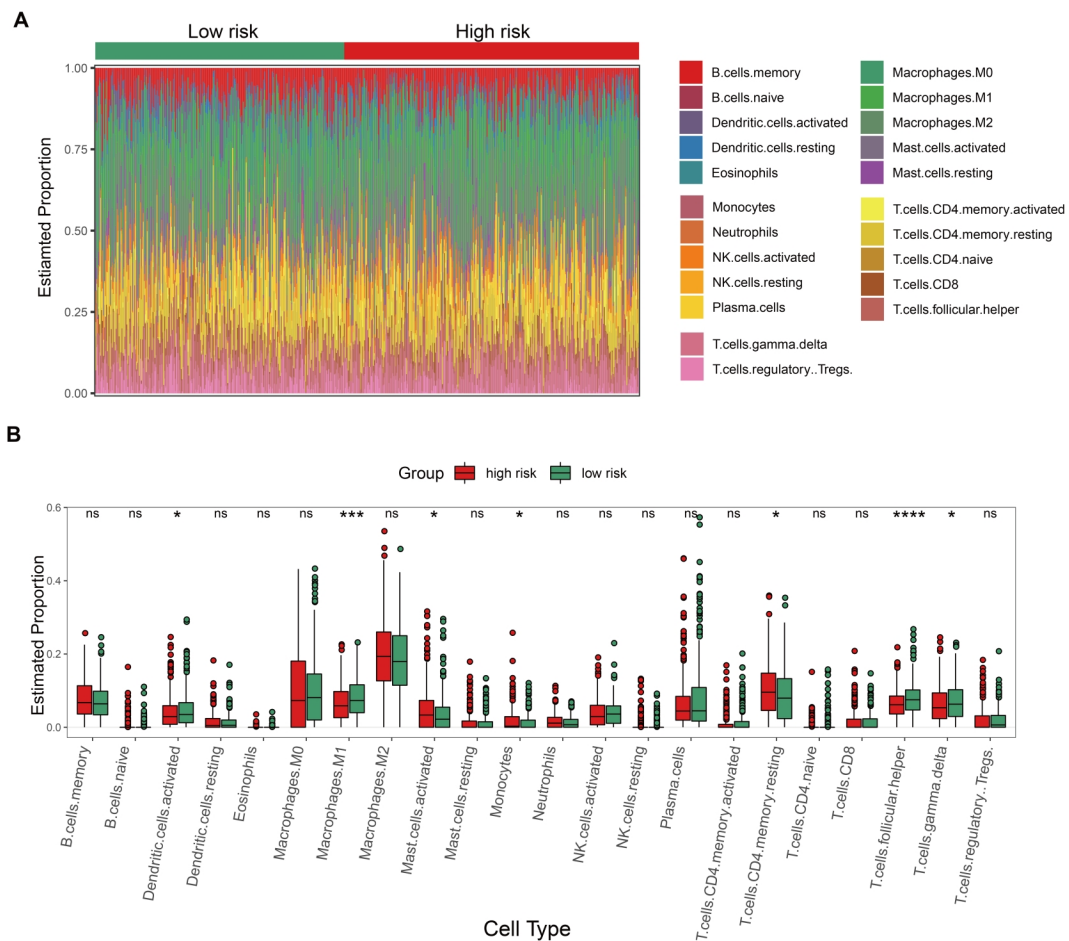 A
Low risk High risk
Estiamted Proportion
1.00
0.75
0.50
0.25
0.00
B.cells.memory
B.cells.naive
Dendritic.cells.activated
Dendritic.cells.resting
Eosinophils
Monocytes
Neutrophils
NK.cells.activated
NK.cells.resting
Plasma.cells
T.cells.gamma.delta
T.cells.regulatory..Tregs.
Macrophages.M0
Macrophages.M1
Macrophages.M2
Mast.cells.activated
Mast.cells.resting
T.cells.CD4.memory.activated
T.cells.CD4.memory.resting
T.cells.CD4.naive
T.cells.CD8
T.cells.follicular.helper
B
Group high risk low risk
Estimated Proportion
0.6
0.4
0.2
0.0
ns ns * ns ns ns *** ns * ns * ns ns ns ns ns * ns ns **** * ns
B.cells.memory
B.cells.naive
Dendritic.cells.activated
Dendritic.cells.resting
Eosinophils
Macrophages.M0
Macrophages.M1
Macrophages.M2
Mast.cells.activated
Mast.cells.resting
Monocytes
Neutrophils
NK.cells.activated
NK.cells.resting
Plasma.cells
T.cells.CD4.memory.activated
T.cells.CD4.memory.resting
T.cells.CD4.naive
T.cells.CD8
T.cells.follicular.helper
T.cells.gamma.delta
T.cells.regulatory..Tregs.
Cell Type